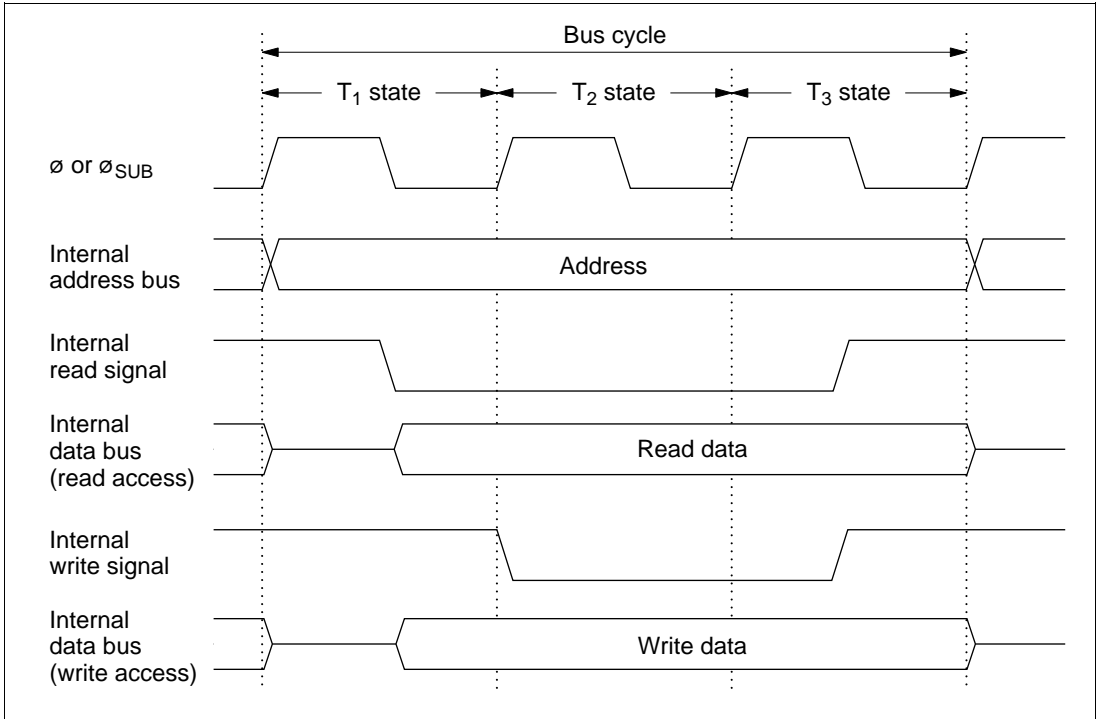 Bus cycle
T₁ state
T₂ state
T₃ state
ø or øSUB
Internal
address bus
Address
Internal
read signal
Internal
data bus
(read access)
Read data
Internal
write signal
Internal
data bus
(write access)
Write data